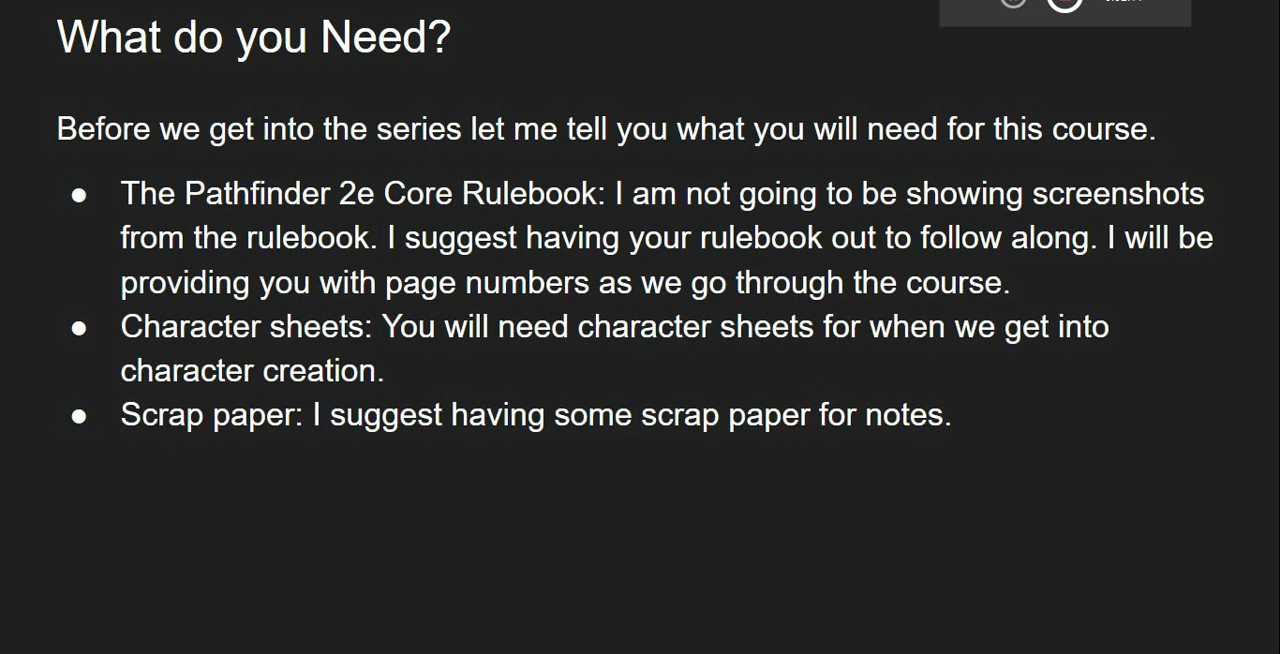 What do you Need?
Before we get into the series let me tell you what you will need for this course.
● The Pathfinder 2e Core Rulebook: I am not going to be showing screenshots
from the rulebook. I suggest having your rulebook out to follow along. I will be
providing you with page numbers as we go through the course.
● Character sheets: You will need character sheets for when we get into
character creation.
● Scrap paper: I suggest having some scrap paper for notes.